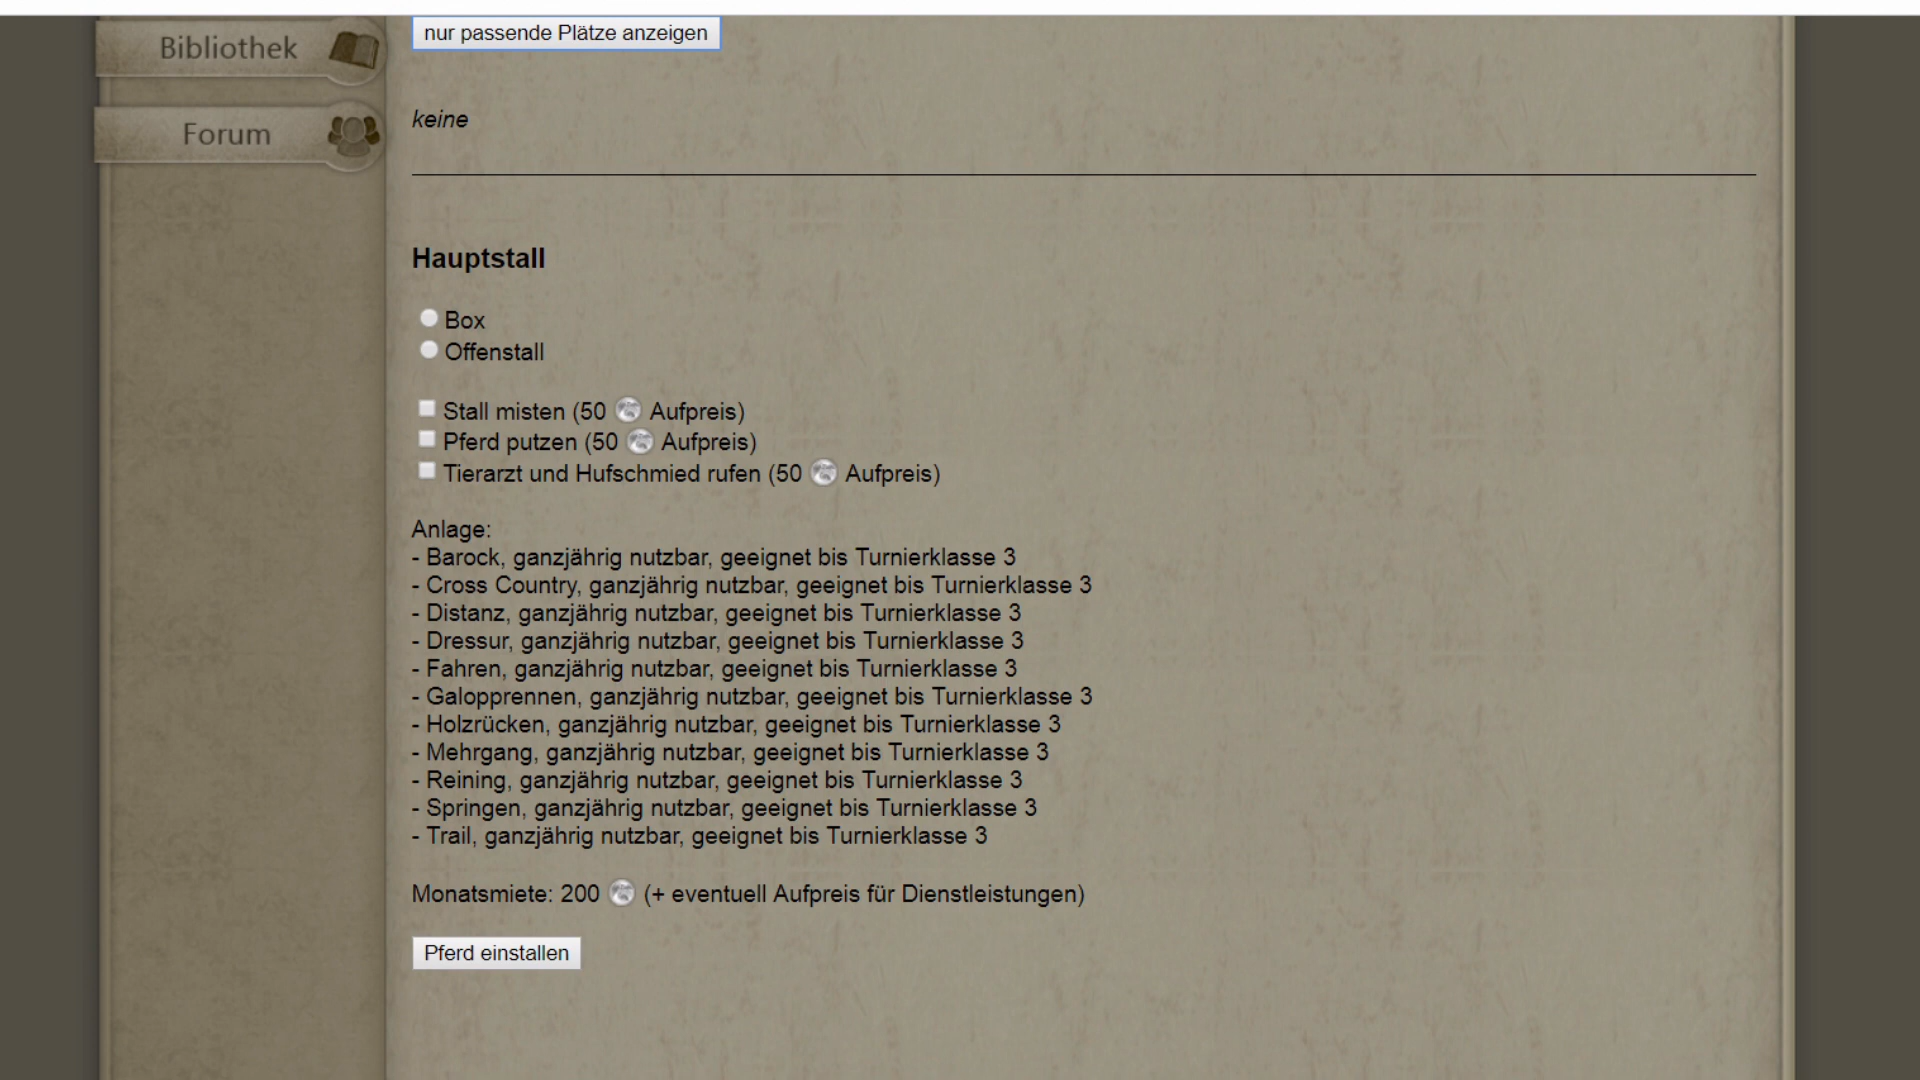 Bibliothek
Forum
nur passende Plätze anzeigen
keine
Hauptstall
Box
Offenstall
Stall misten (50 Aufpreis)
Pferd putzen (50 Aufpreis)
Tierarzt und Hufschmied rufen (50 Aufpreis)
Anlage:
- Barock, ganzjährig nutzbar, geeignet bis Turnierklasse 3
- Cross Country, ganzjährig nutzbar, geeignet bis Turnierklasse 3
- Distanz, ganzjährig nutzbar, geeignet bis Turnierklasse 3
- Dressur, ganzjährig nutzbar, geeignet bis Turnierklasse 3
- Fahren, ganzjährig nutzbar, geeignet bis Turnierklasse 3
- Galopprennen, ganzjährig nutzbar, geeignet bis Turnierklasse 3
- Holzrücken, ganzjährig nutzbar, geeignet bis Turnierklasse 3
- Mehrgang, ganzjährig nutzbar, geeignet bis Turnierklasse 3
- Reining, ganzjährig nutzbar, geeignet bis Turnierklasse 3
- Springen, ganzjährig nutzbar, geeignet bis Turnierklasse 3
- Trail, ganzjährig nutzbar, geeignet bis Turnierklasse 3
Monatsmiete: 200 (+ eventuell Aufpreis für Dienstleistungen)
Pferd einstallen